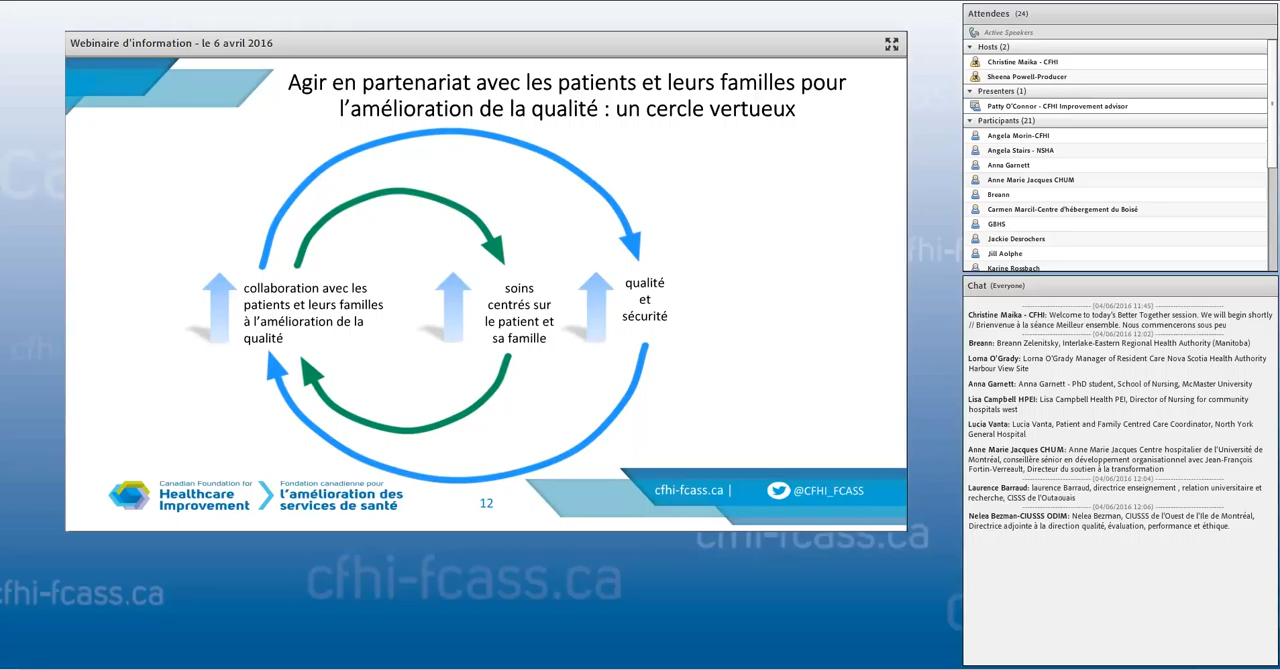 Webinaire d'information - le 6 avril 2016
Agir en partenariat avec les patients et leurs familles pour
l'amélioration de la qualité : un cercle vertueux
collaboration avec les
patients et leurs familles
à l'amélioration de la
qualité
soins
centrés sur
le patient et
sa famille
qualité
et
sécurité
Canadian Foundation for
Healthcare
Improvement
Fondation canadienne pour
l'amélioration des
services de santé
12
cfhi-fcass.ca |
@CFHI_FCASS
cfhi-fcass.ca
cfhi-fcass.ca
cfhi-fcass.ca
Attendees (24)
Active Speakers
Hosts (2)
Christine Maika - CFHI
Sheena Powell-Producer
Presenters (1)
Patty O'Connor - CFHI Improvement advisor
Participants (21)
Angela Morin-CFHI
Angela Stairs - NSHA
Anna Garnett
Anne Marie Jacques CHUM
Breann
Carmen Marcil-Centre d'hébergement du Boisé
GBHS
Jackie Desrochers
Jill Aolphe
Karine Rossbach
Chat (Everyone)
------------------------- (04/06/2016 11:45) -------------------------
Christine Maika - CFHI: Welcome to today's Better Together session. We will begin shortly
// Brienvenue à la séance Meilleur ensemble. Nous commencerons sous peu
------------------------- (04/06/2016 12:02) -------------------------
Breann: Breann Zelenitsky, Interlake-Eastern Regional Health Authority (Manitoba)
Lorna O'Grady: Lorna O'Grady Manager of Resident Care Nova Scotia Health Authority
Harbour View Site
Anna Garnett: Anna Garnett - PhD student, School of Nursing, McMaster University
Lisa Campbell HPEI: Lisa Campbell Health PEI, Director of Nursing for community
hospitals west
Lucia Vanta: Lucia Vanta, Patient and Family Centred Care Coordinator, North York
General Hospital
Anne Marie Jacques CHUM: Anne Marie Jacques Centre hospitalier de l'Université de
Montréal, conseillère sénior en développement organisationnel avec Jean-François
Fortin-Verreault, Directeur du soutien à la transformation
------------------------- (04/06/2016 12:04) -------------------------
Laurence Barraud: laurence Barraud, directrice enseignement , relation universitaire et
recherche, CISSS de l'Outaouais
------------------------- (04/06/2016 12:06) -------------------------
Nelea Bezman-CIUSSS ODIM: Nelea Bezman, CIUSSS de l'Ouest de l'Ile de Montréal,
Directrice adjointe à la direction qualité, évaluation, performance et éthique.